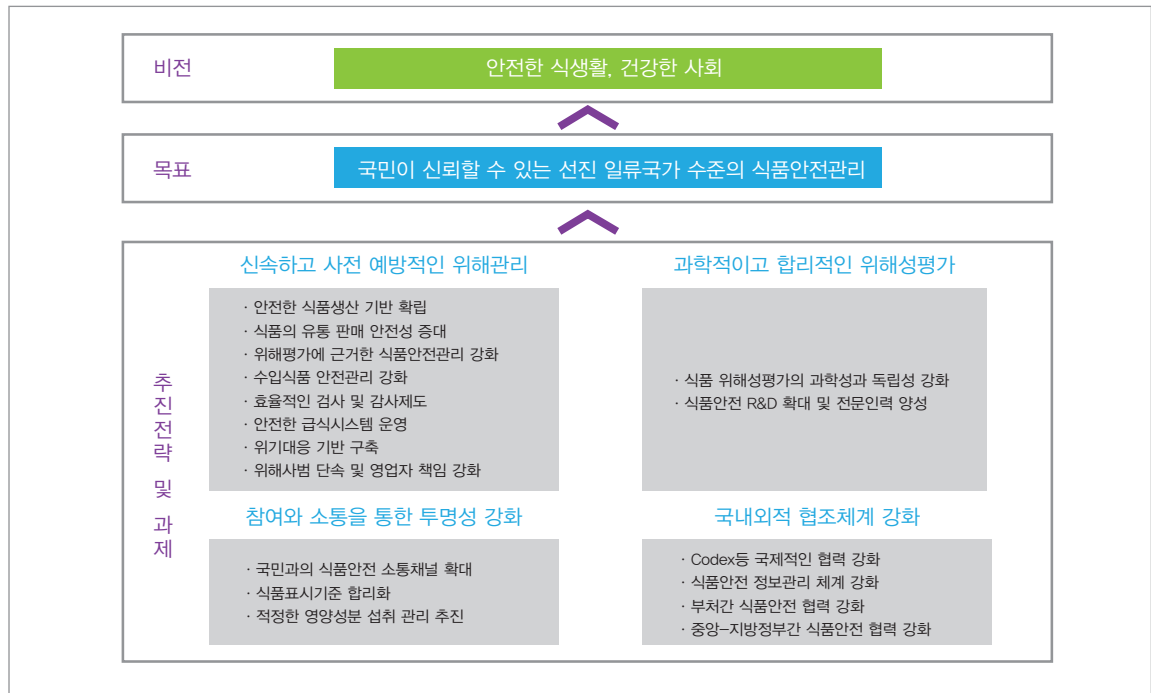 비전
안전한 식생활, 건강한 사회
목표
국민이 신뢰할 수 있는 선진 일류국가 수준의 식품안전관리
추진전략 및 과제
신속하고 사전 예방적인 위해관리
· 안전한 식품생산 기반 확립
· 식품의 유통 판매 안전성 증대
· 위해평가에 근거한 식품안전관리 강화
· 수입식품 안전관리 강화
· 효율적인 검사 및 감사제도
· 안전한 급식시스템 운영
· 위기대응 기반 구축
· 위해사범 단속 및 영업자 책임 강화
과학적이고 합리적인 위해성평가
· 식품 위해성평가의 과학성과 독립성 강화
· 식품안전 R&D 확대 및 전문인력 양성
참여와 소통을 통한 투명성 강화
· 국민과의 식품안전 소통채널 확대
· 식품표시기준 합리화
· 적정한 영양성분 섭취 관리 추진
국내외적 협조체계 강화
· Codex등 국제적인 협력 강화
· 식품안전 정보관리 체계 강화
· 부처간 식품안전 협력 강화
· 중앙-지방정부간 식품안전 협력 강화